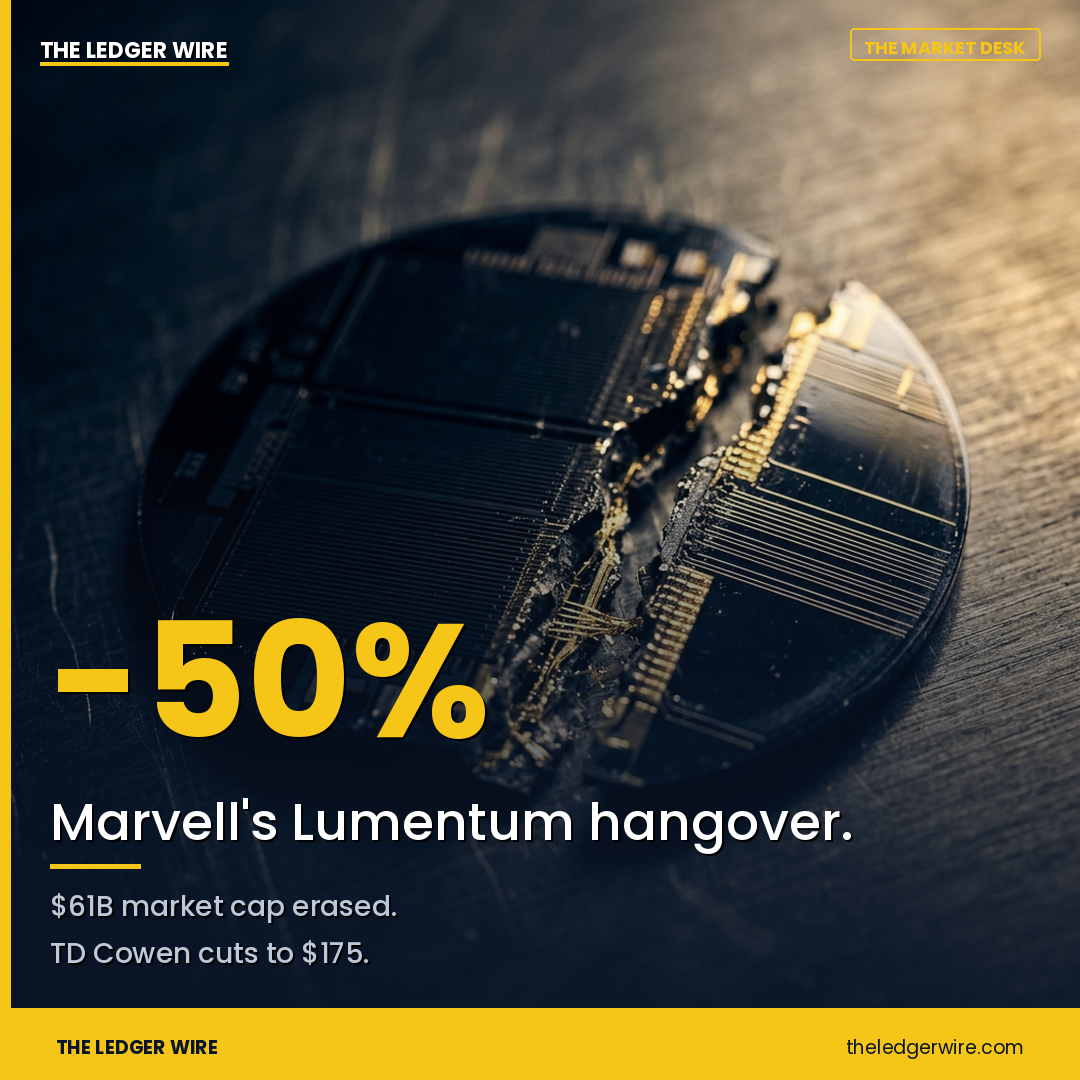 THE LEDGER WIRE
THE MARKET DESK
-50%
Marvell's Lumentum hangover.
$61B market cap erased.
TD Cowen cuts to $175.
THE LEDGER WIRE
theledgerwire.com